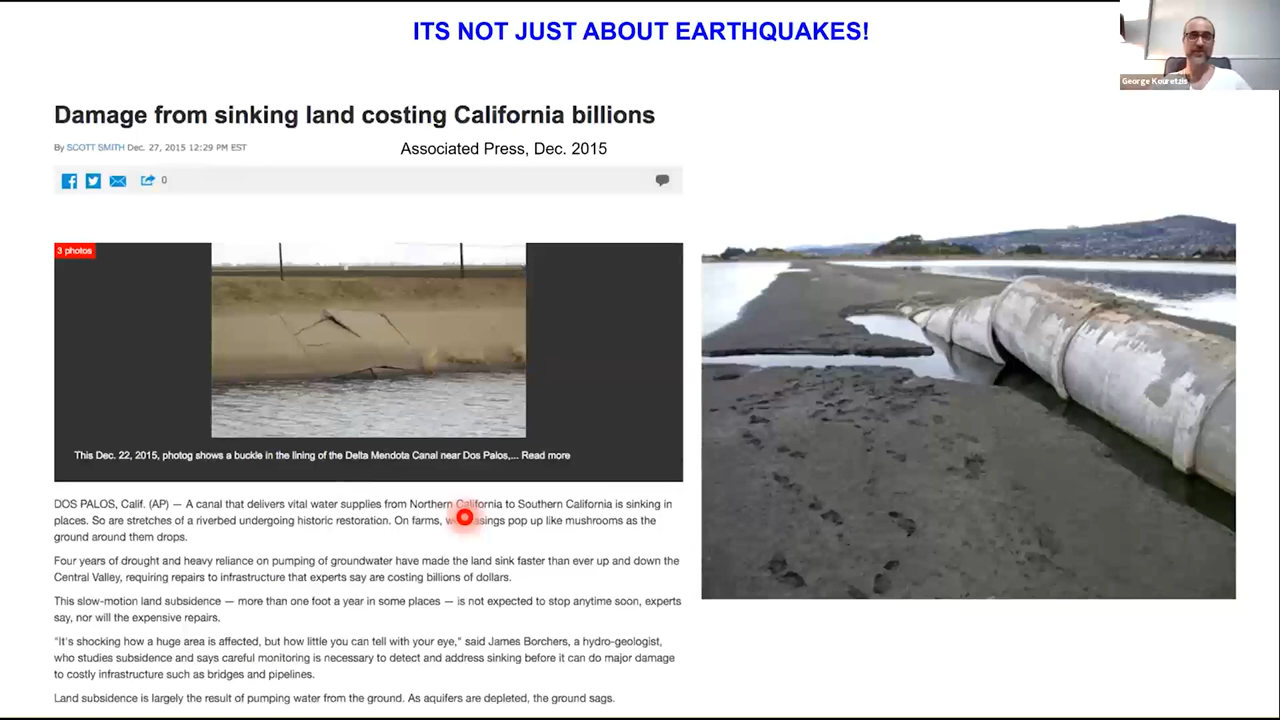 ITS NOT JUST ABOUT EARTHQUAKES!
George Kouretzis
Damage from sinking land costing California billions
By SCOTT SMITH Dec. 27, 2015 12:29 PM EST
Associated Press, Dec. 2015
0
3 photos
This Dec. 22, 2015, photog shows a buckle in the lining of the Delta Mendota Canal near Dos Palos,... Read more
DOS PALOS, Calif. (AP) — A canal that delivers vital water supplies from Northern California to Southern California is sinking in
places. So are stretches of a riverbed undergoing historic restoration. On farms, casings pop up like mushrooms as the
ground around them drops.
Four years of drought and heavy reliance on pumping of groundwater have made the land sink faster than ever up and down the
Central Valley, requiring repairs to infrastructure that experts say are costing billions of dollars.
This slow-motion land subsidence — more than one foot a year in some places — is not expected to stop anytime soon, experts
say, nor will the expensive repairs.
"It's shocking how a huge area is affected, but how little you can tell with your eye," said James Borchers, a hydro-geologist,
who studies subsidence and says careful monitoring is necessary to detect and address sinking before it can do major damage
to costly infrastructure such as bridges and pipelines.
Land subsidence is largely the result of pumping water from the ground. As aquifers are depleted, the ground sags.